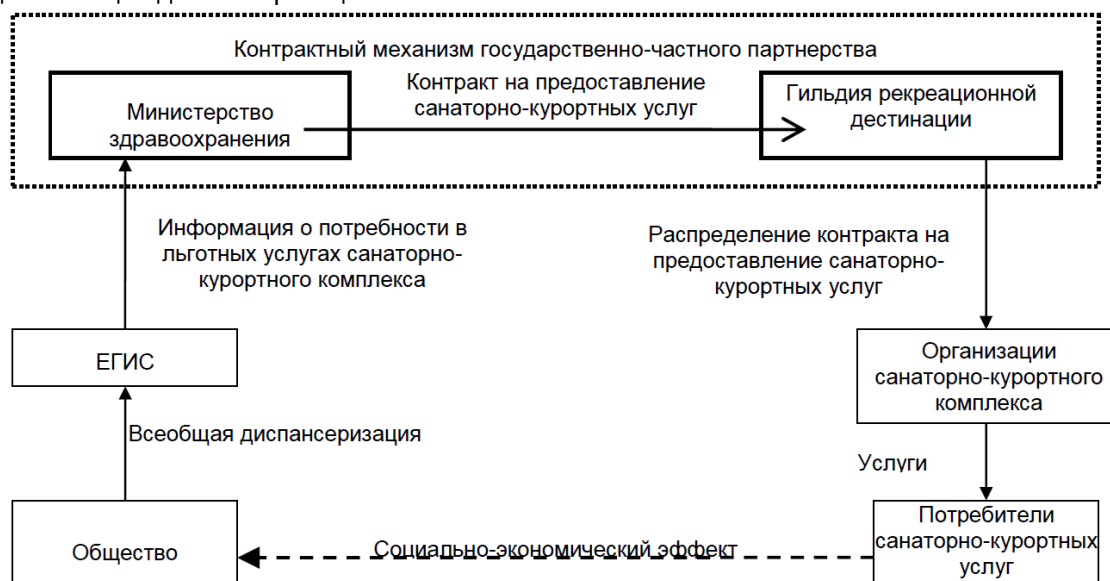 Контрактный механизм государственно-частного партнерства
Министерство
здравоохранения
Контракт на предоставление
санаторно-курортных услуг
Гильдия рекреационной
дестинации
Информация о потребности в
льготных услугах санаторно-
курортного комплекса
Распределение контракта на
предоставление санаторно-
курортных услуг
ЕГИС
Организации
санаторно-курортного
комплекса
Всеобщая диспансеризация
Услуги
Общество
Социально-экономический эффект
Потребители
санаторно-курортных
услуг